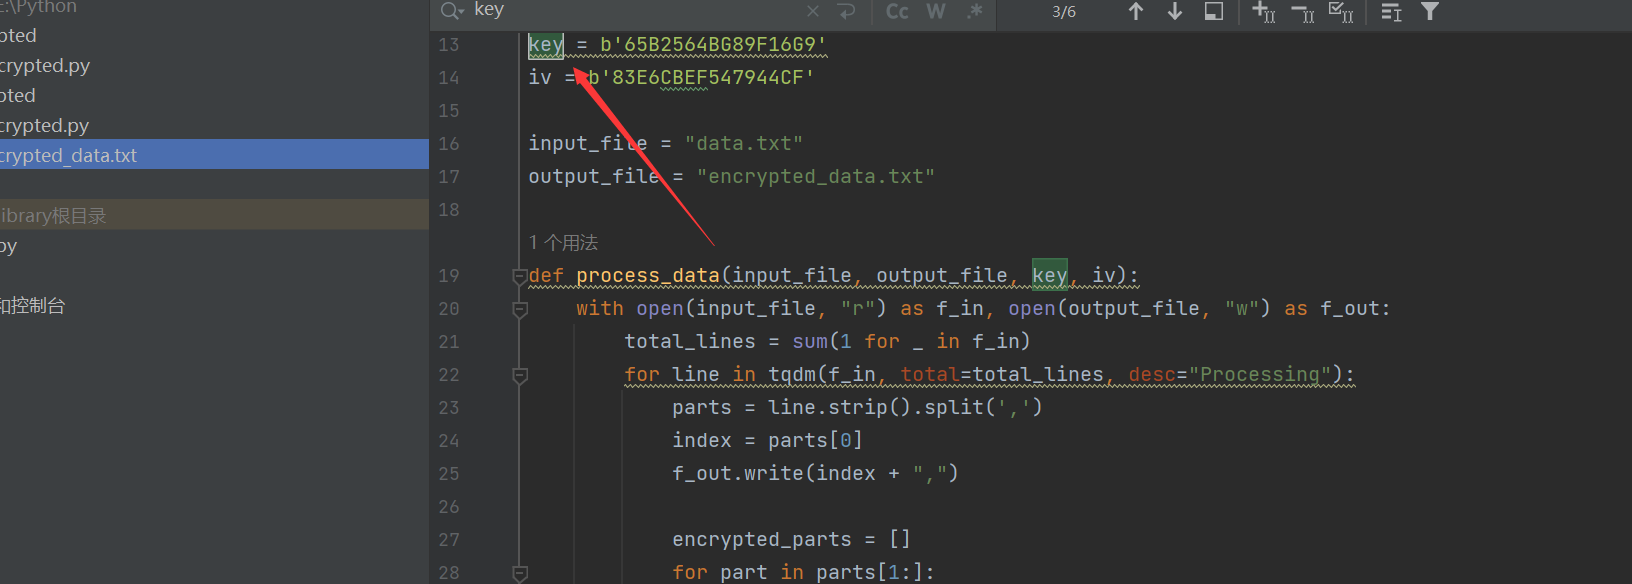 E:\Python
key
Cc W .*
3/6
pted
crypted.py
pted
crypted.py
crypted_data.txt
library根目录
py
和控制台
13 key = b'65B2564BG89F16G9'
14 iv = b'83E6CBEF547944CF'
15
16 input_file = "data.txt"
17 output_file = "encrypted_data.txt"
18
1 个用法
19 def process_data(input_file, output_file, key, iv):
20 with open(input_file, "r") as f_in, open(output_file, "w") as f_out:
21 total_lines = sum(1 for _ in f_in)
22 for line in tqdm(f_in, total=total_lines, desc="Processing"):
23 parts = line.strip().split(',')
24 index = parts[0]
25 f_out.write(index + ",")
26
27 encrypted_parts = []
28 for part in parts[1:]: